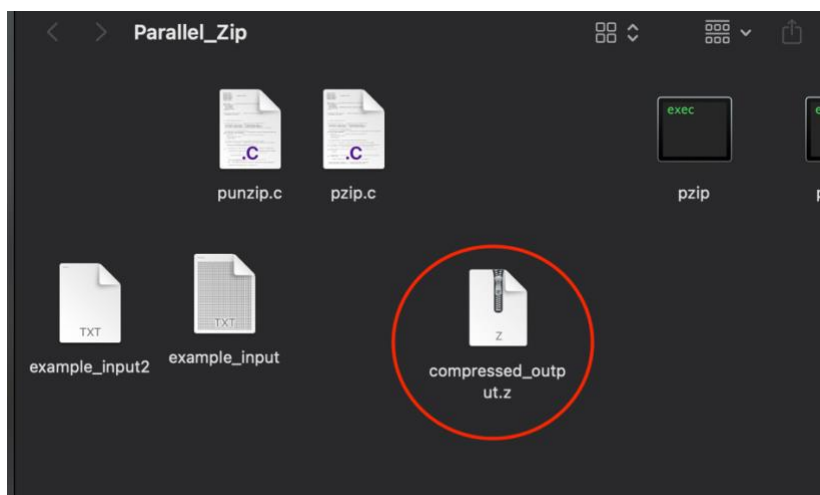 Parallel_Zip
.C
.C
exec
punzip.c
pzip.c
pzip
TXT
TXT
Z
example_input2
example_input
compressed_outp
ut.z